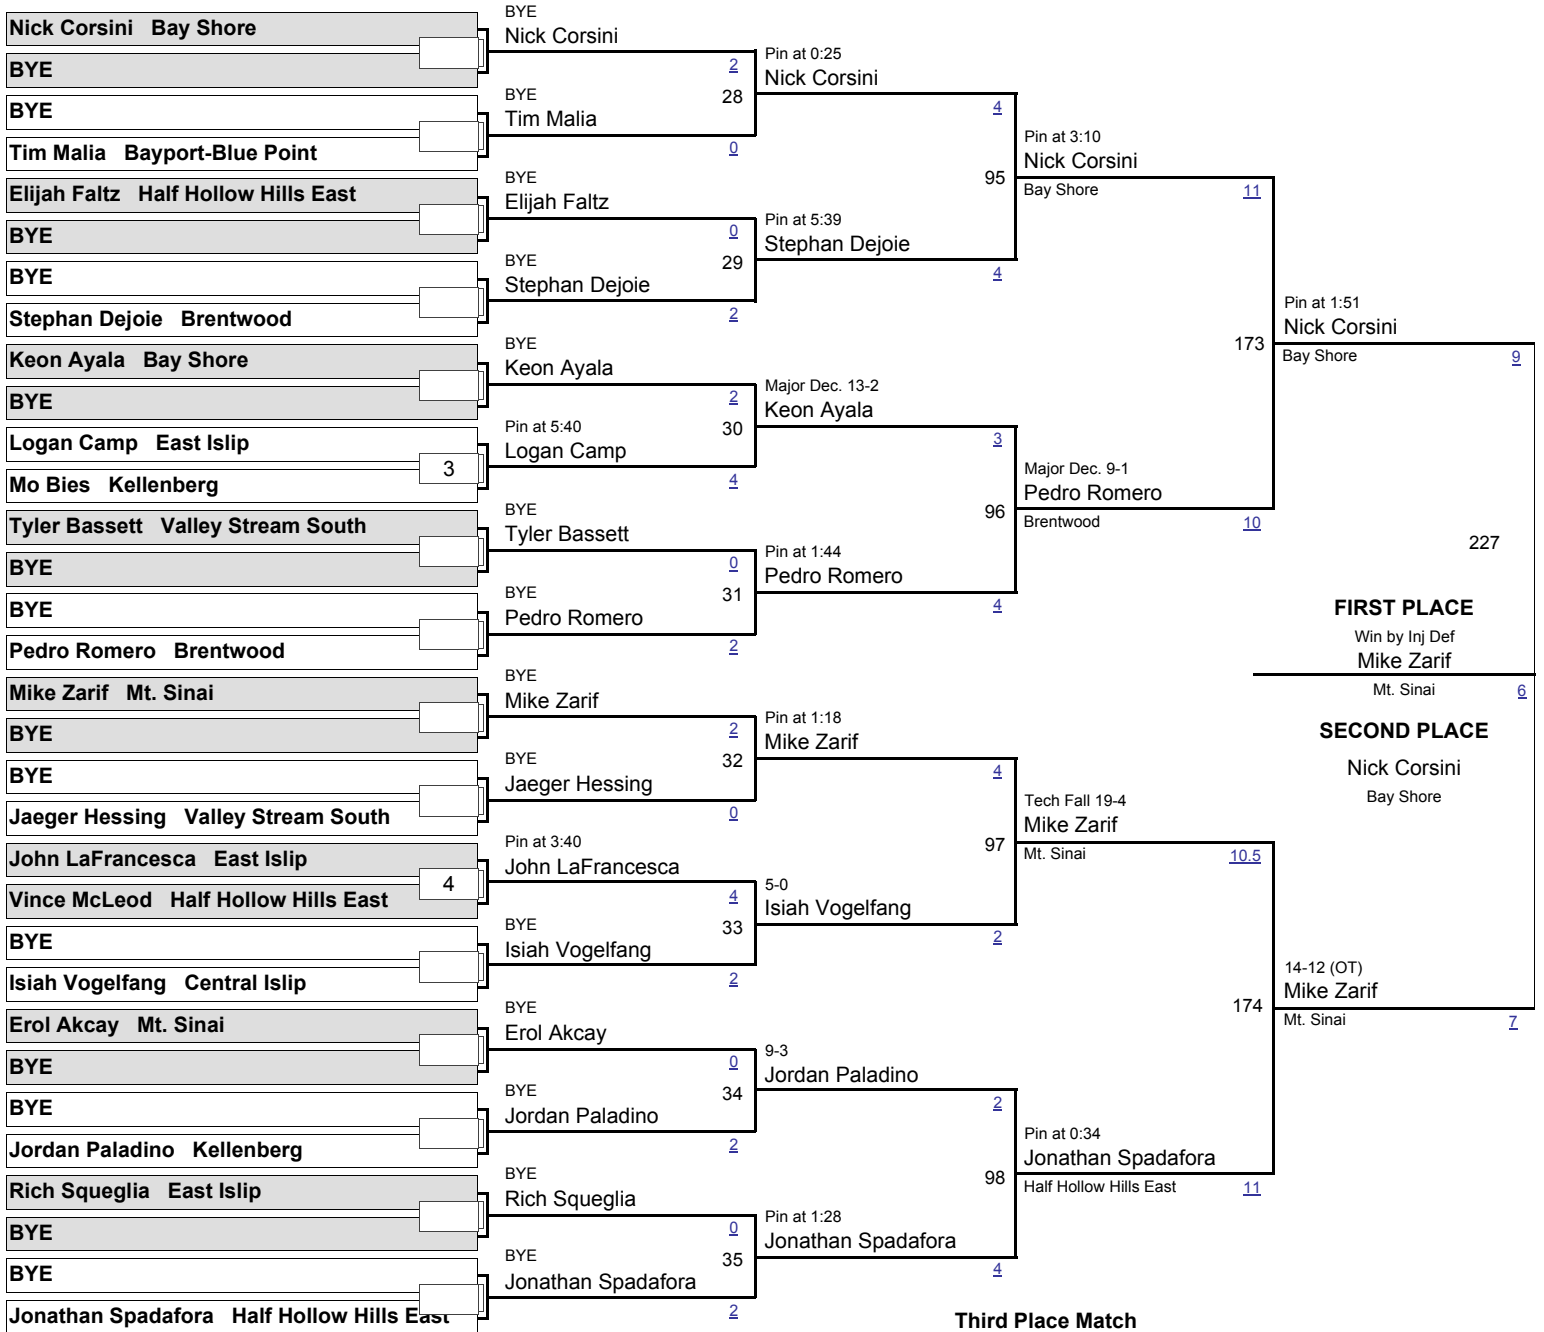 Nick Corsini Bay Shore
BYE
BYE
Tim Malia Bayport-Blue Point
Elijah Faltz Half Hollow Hills East
BYE
BYE
Stephan Dejoie Brentwood
Keon Ayala Bay Shore
BYE
Logan Camp East Islip
3
Mo Bies Kellenberg
Tyler Bassett Valley Stream South
BYE
BYE
Pedro Romero Brentwood
Mike Zarif Mt. Sinai
BYE
BYE
Jaeger Hessing Valley Stream South
John LaFrancesca East Islip
4
Vince McLeod Half Hollow Hills East
BYE
Isiah Vogelfang Central Islip
Erol Akcay Mt. Sinai
BYE
BYE
Jordan Paladino Kellenberg
Rich Squeglia East Islip
BYE
BYE
Jonathan Spadafora Half Hollow Hills East
BYE
Nick Corsini
2
28
BYE
Tim Malia
0
BYE
Elijah Faltz
0
29
BYE
Stephan Dejoie
2
BYE
Keon Ayala
2
30
Pin at 5:40
Logan Camp
4
BYE
Tyler Bassett
0
31
BYE
Pedro Romero
2
BYE
Mike Zarif
2
32
BYE
Jaeger Hessing
0
Pin at 3:40
John LaFrancesca
4
33
BYE
Isiah Vogelfang
2
BYE
Erol Akcay
0
34
BYE
Jordan Paladino
2
BYE
Rich Squeglia
0
35
BYE
Jonathan Spadafora
2
Pin at 0:25
Nick Corsini
4
95
Pin at 5:39
Stephan Dejoie
4
Major Dec. 13-2
Keon Ayala
3
96
Pin at 1:44
Pedro Romero
4
Pin at 1:18
Mike Zarif
4
97
5-0
Isiah Vogelfang
2
9-3
Jordan Paladino
2
98
Pin at 1:28
Jonathan Spadafora
4
Pin at 3:10
Nick Corsini
Bay Shore
11
173
Major Dec. 9-1
Pedro Romero
Brentwood
10
Tech Fall 19-4
Mike Zarif
Mt. Sinai
10.5
174
Pin at 0:34
Jonathan Spadafora
Half Hollow Hills East
11
Pin at 1:51
Nick Corsini
Bay Shore
9
227
FIRST PLACE
Win by Inj Def
Mike Zarif
Mt. Sinai
6
SECOND PLACE
Nick Corsini
Bay Shore
14-12 (OT)
Mike Zarif
Mt. Sinai
7
Third Place Match